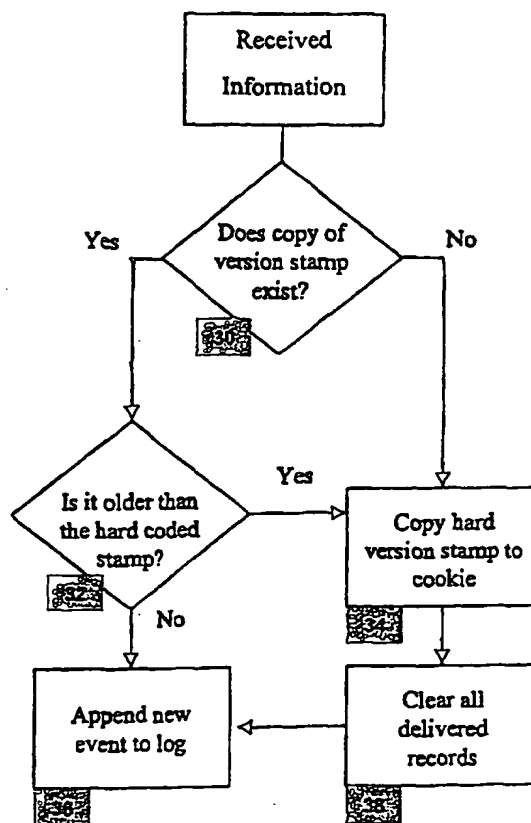 Received
Information
Yes
Does copy of
version stamp
exist?
No
30
Is it older than
the hard coded
stamp?
Yes
Copy hard
version stamp to
cookie
32
No
34
Append new
event to log
Clear all
delivered
records
36
38